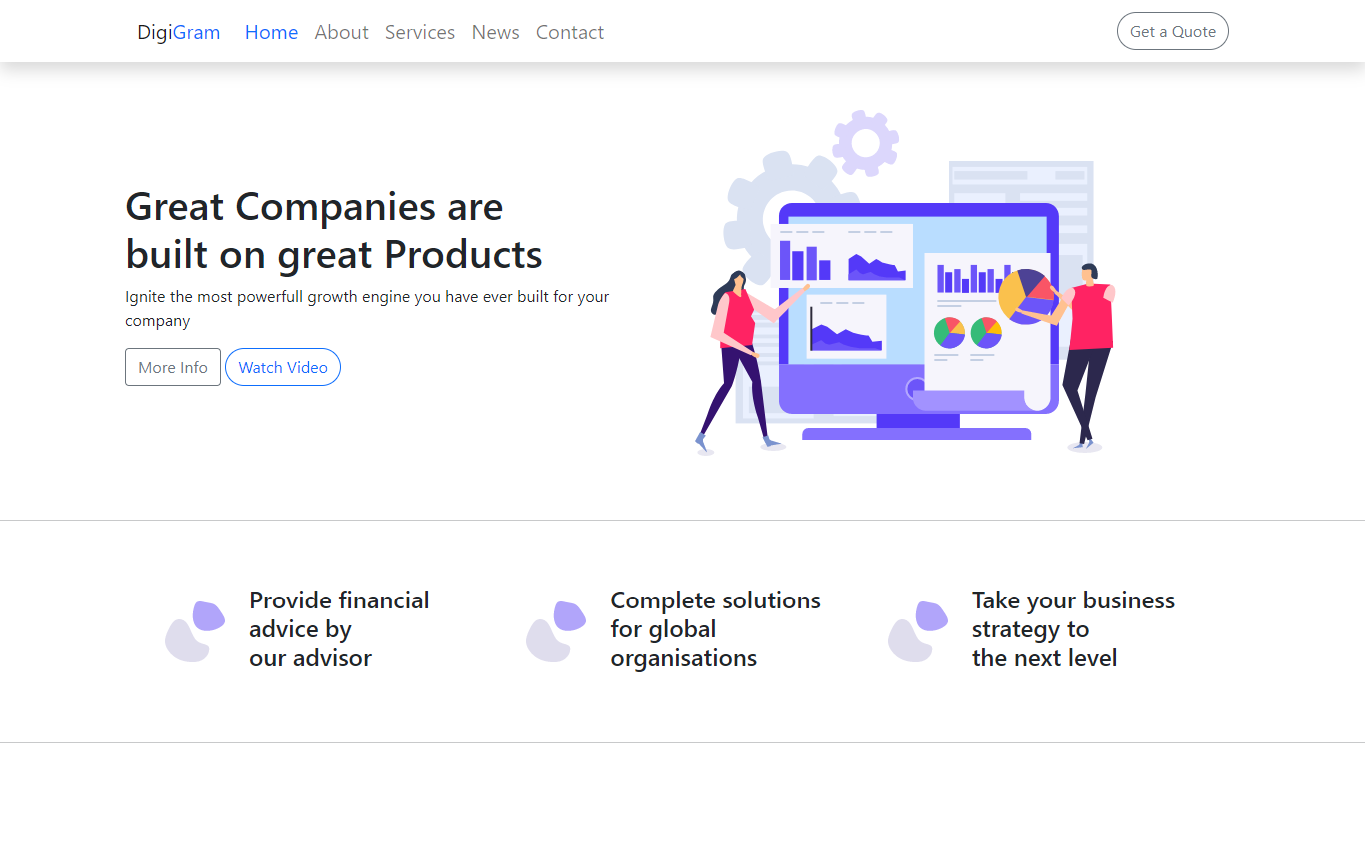 DigiGram Home About Services News Contact Get a Quote
Great Companies are
built on great Products
Ignite the most powerfull growth engine you have ever built for your
company
More Info Watch Video
Provide financial
advice by
our advisor
Complete solutions
for global
organisations
Take your business
strategy to
the next level